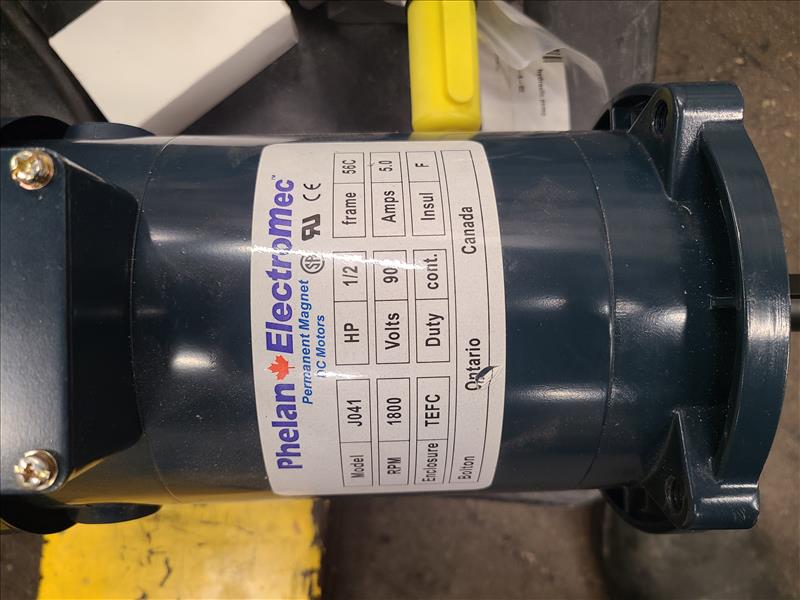 Phelan ElectroMec™
Permanent Magnet
DC Motors
Model J041 HP 1/2 frame 56C
RPM 1800 Volts 90 Amps 5.0
Enclosure TEFC Duty cont. Insul F
Bolton Ontario Canada